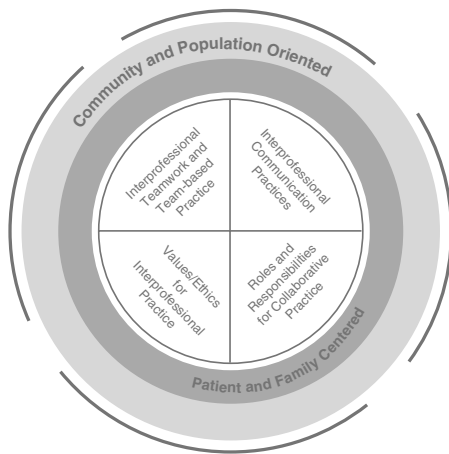 Community and Population Oriented
Interprofessional
Teamwork and
Team-based
Practice
Interprofessional
Communication
Practices
Values/Ethics
for
Interprofessional
Practice
Roles and
Responsibilities
for Collaborative
Practice
Patient and Family Centered